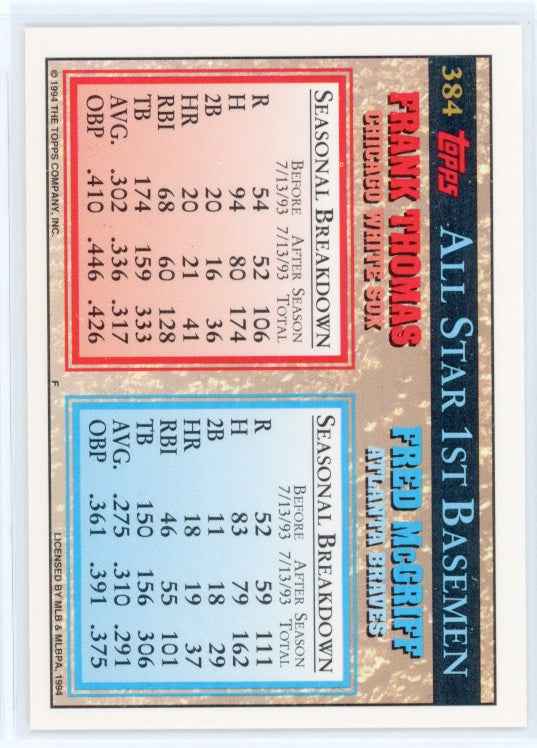 384 TOPPS ALL STAR 1ST BASEMEN
FRANK THOMAS
CHICAGO WHITE SOX
SEASONAL BREAKDOWN
BEFORE AFTER SEASON
7/13/93 7/13/93 TOTAL
R 54 52 106
H 94 80 174
2B 20 16 36
HR 20 21 41
RBI 68 60 128
TB 174 159 333
AVG. .302 .336 .317
OBP .410 .446 .426
FRED McGRIFF
ATLANTA BRAVES
SEASONAL BREAKDOWN
BEFORE AFTER SEASON
7/13/93 7/13/93 TOTAL
R 52 59 111
H 83 79 162
2B 11 18 29
HR 18 19 37
RBI 46 55 101
TB 150 156 306
AVG. .275 .310 .291
OBP .361 .391 .375
© 1994 THE TOPPS COMPANY, INC. F LICENSED BY MLB & MLBPA, 1994